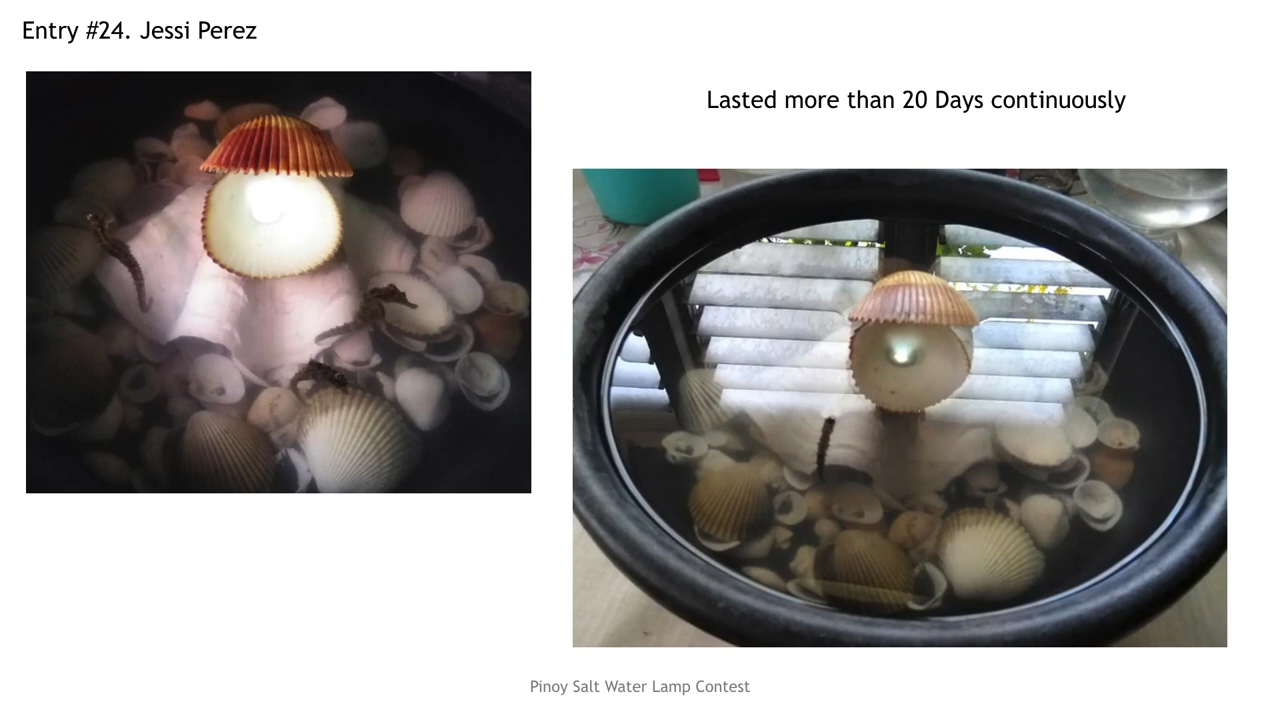 Entry #24. Jessi Perez
Lasted more than 20 Days continuously
Pinoy Salt Water Lamp Contest